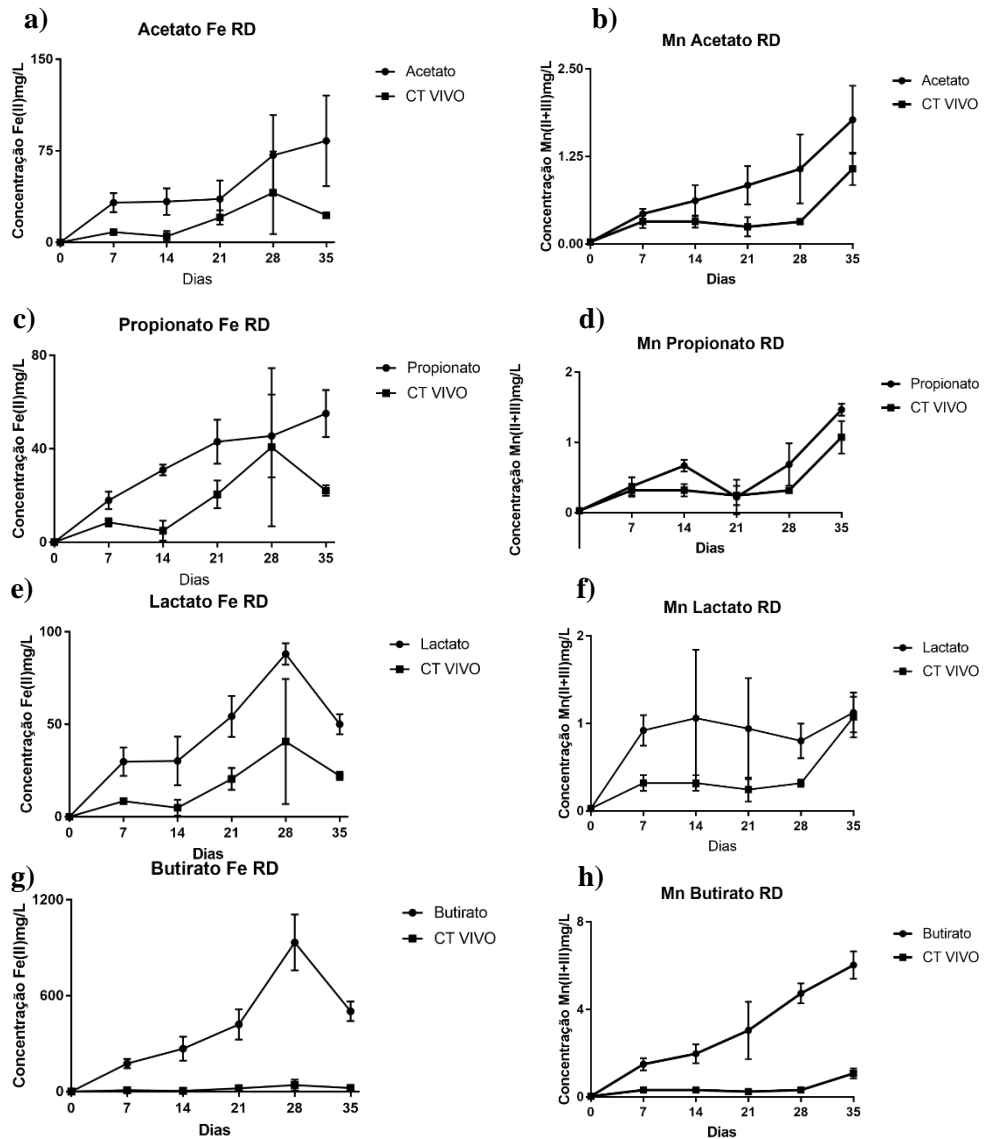 a)
Acetato Fe RD
Concentração Fe(II)mg/L
150
75
0
0 7 14 21 28 35
Dias
Acetato
CT VIVO
b)
Mn Acetato RD
Concentração Mn(II+III)mg/L
2.50
1.25
0.00
0 7 14 21 28 35
Dias
Acetato
CT VIVO
c)
Propionato Fe RD
Concentração Fe(II)mg/L
80
40
0
0 7 14 21 28 35
Dias
Propionato
CT VIVO
d)
Mn Propionato RD
Concentração Mn(II+III)mg/L
2
1
0
7 14 21 28 35
Dias
Propionato
CT VIVO
e)
Lactato Fe RD
Concentração Fe(II)mg/L
100
50
0
0 7 14 21 28 35
Dias
Lactato
CT VIVO
f)
Mn Lactato RD
Concentração Mn(II+III)mg/L
2
1
0
0 7 14 21 28 35
Dias
Lactato
CT VIVO
g)
Butirato Fe RD
Concentração Fe(II)mg/L
1200
600
0
0 7 14 21 28 35
Dias
Butirato
CT VIVO
h)
Mn Butirato RD
Concentração Mn(II+III)mg/L
8
4
0
0 7 14 21 28 35
Dias
Butirato
CT VIVO